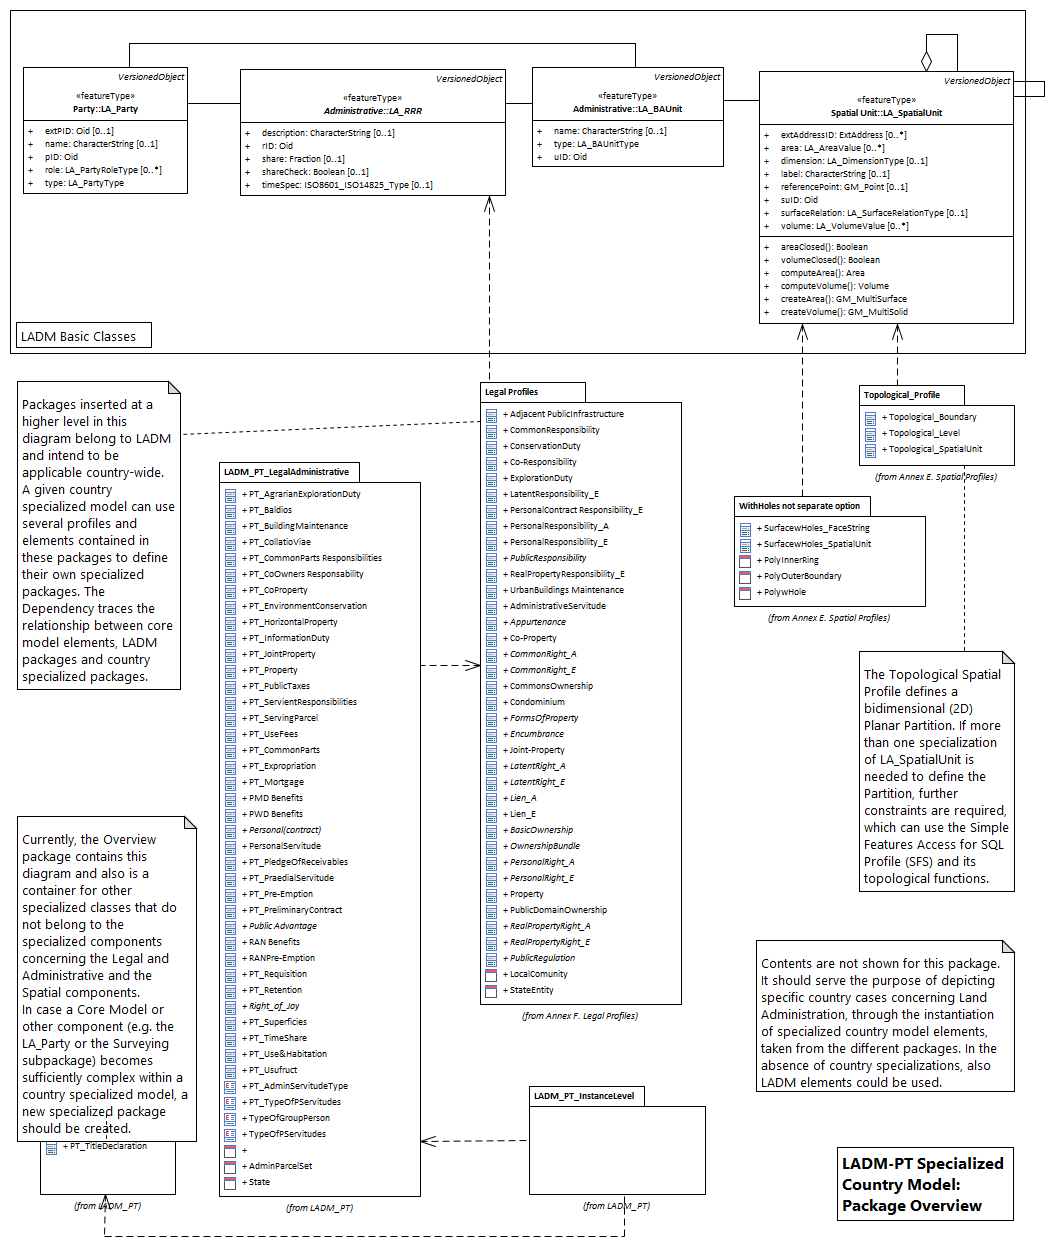 VersionedObject
«featureType»
Party::LA_Party
+ extPID: Oid [0..1]
+ name: CharacterString [0..1]
+ pID: Oid
+ role: LA_PartyRoleType [0..*]
+ type: LA_PartyType
VersionedObject
«featureType»
Administrative::LA_RRR
+ description: CharacterString [0..1]
+ rID: Oid
+ share: Fraction [0..1]
+ shareCheck: Boolean [0..1]
+ timeSpec: ISO8601_ISO14825_Type [0..1]
VersionedObject
«featureType»
Administrative::LA_BAUnit
+ name: CharacterString [0..1]
+ type: LA_BAUnitType
+ uID: Oid
VersionedObject
«featureType»
Spatial Unit::LA_SpatialUnit
+ extAddressID: ExtAddress [0..*]
+ area: LA_AreaValue [0..*]
+ dimension: LA_DimensionType [0..1]
+ label: CharacterString [0..1]
+ referencePoint: GM_Point [0..1]
+ suID: Oid
+ surfaceRelation: LA_SurfaceRelationType [0..1]
+ volume: LA_VolumeValue [0..*]
+ areaClosed(): Boolean
+ volumeClosed(): Boolean
+ computeArea(): Area
+ computeVolume(): Volume
+ createArea(): GM_MultiSurface
+ createVolume(): GM_MultiSolid
LADM Basic Classes
Packages inserted at a
higher level in this
diagram belong to LADM
and intend to be
applicable country-wide.
A given country
specialized model can use
several profiles and
elements contained in
these packages to define
their own specialized
packages. The
Dependency traces the
relationship between core
model elements, LADM
packages and country
specialized packages.
LADM_PT_LegalAdministrative
+ PT_AgrarianExplorationDuty
+ PT_Baldios
+ PT_BuildingMaintenance
+ PT_CollatioViae
+ PT_CommonParts Responsibilities
+ PT_CoOwners Responsability
+ PT_CoProperty
+ PT_EnvironmentConservation
+ PT_HorizontalProperty
+ PT_InformationDuty
+ PT_JointProperty
+ PT_Property
+ PT_PublicTaxes
+ PT_ServientResponsibilities
+ PT_ServingParcel
+ PT_UseFees
+ PT_CommonParts
+ PT_Expropriation
+ PT_Mortgage
+ PMD Benefits
+ PWD Benefits
+ Personal(contract)
+ PersonalServitude
+ PT_PledgeOfReceivables
+ PT_PraedialServitude
+ PT_Pre-Emption
+ PT_PreliminaryContract
+ Public Advantage
+ RAN Benefits
+ RANPre-Emption
+ PT_Requisition
+ PT_Retention
+ Right_of_Joy
+ PT_Superficies
+ PT_TimeShare
+ PT_Use&Habitation
+ PT_Usufruct
+ PT_AdminServitudeType
+ PT_TypeOfPServitudes
+ TypeOfGroupPerson
+ TypeOfPServitudes
+
+ AdminParcelSet
+ State
(from LADM_PT)
Legal Profiles
+ Adjacent PublicInfrastructure
+ CommonResponsibility
+ ConservationDuty
+ Co-Responsibility
+ ExplorationDuty
+ LatentResponsibility_E
+ PersonalContract Responsibility_E
+ PersonalResponsibility_A
+ PersonalResponsibility_E
+ PublicResponsibility
+ RealPropertyResponsibility_E
+ UrbanBuildings Maintenance
+ AdministrativeServitude
+ Appurtenance
+ Co-Property
+ CommonRight_A
+ CommonRight_E
+ CommonsOwnership
+ Condominium
+ FormsOfProperty
+ Encumbrance
+ Joint-Property
+ LatentRight_A
+ LatentRight_E
+ Lien_A
+ Lien_E
+ BasicOwnership
+ OwnershipBundle
+ PersonalRight_A
+ PersonalRight_E
+ Property
+ PublicDomainOwnership
+ RealPropertyRight_A
+ RealPropertyRight_E
+ PublicRegulation
+ LocalComunity
+ StateEntity
(from Annex F. Legal Profiles)
Topological_Profile
+ Topological_Boundary
+ Topological_Level
+ Topological_SpatialUnit
(from Annex E. Spatial Profiles)
WithHoles not separate option
+ SurfacewHoles_FaceString
+ SurfacewHoles_SpatialUnit
+ PolyInnerRing
+ PolyOuterBoundary
+ PolywHole
(from Annex E. Spatial Profiles)
The Topological Spatial
Profile defines a
bidimensional (2D)
Planar Partition. If more
than one specialization
of LA_SpatialUnit is
needed to define the
Partition, further
constraints are required,
which can use the Simple
Features Access for SQL
Profile (SFS) and its
topological functions.
Currently, the Overview
package contains this
diagram and also is a
container for other
specialized classes that do
not belong to the
specialized components
concerning the Legal and
Administrative and the
Spatial components.
In case a Core Model or
other component (e.g. the
LA_Party or the Surveying
subpackage) becomes
sufficiently complex within a
country specialized model, a
new specialized package
should be created.
+ PT_TitleDeclaration
(from LADM_PT)
Contents are not shown for this package.
It should serve the purpose of depicting
specific country cases concerning Land
Administration, through the instantiation
of specialized country model elements,
taken from the different packages. In the
absence of country specializations, also
LADM elements could be used.
LADM_PT_InstanceLevel
(from LADM_PT)
LADM-PT Specialized
Country Model:
Package Overview